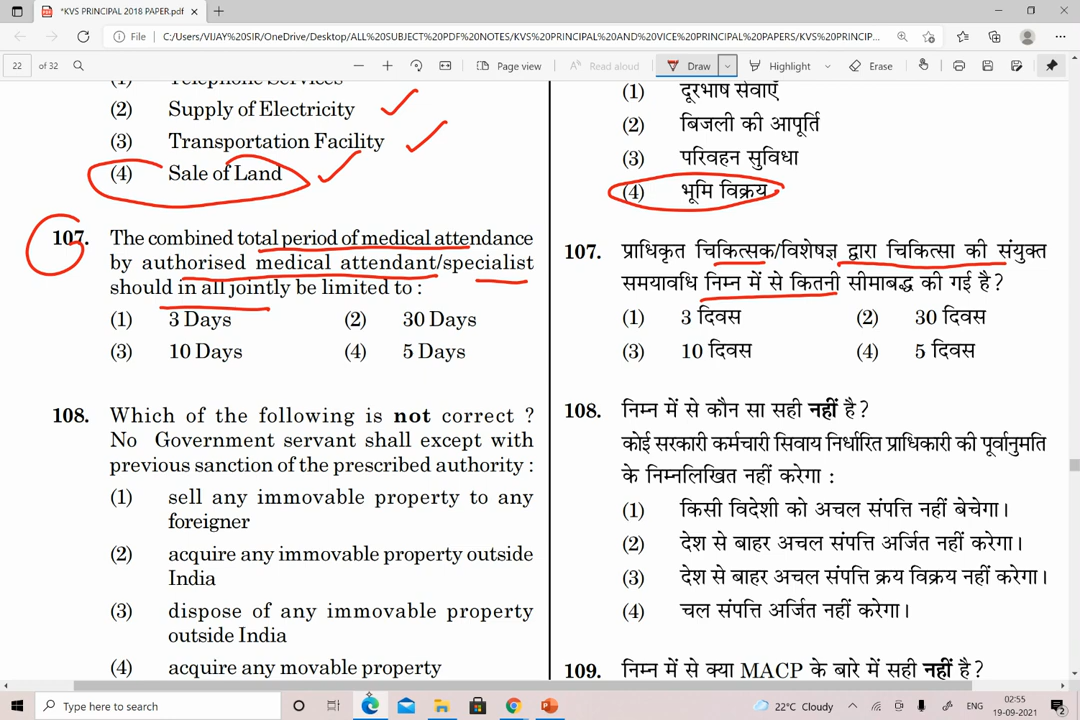 *KVS PRINCIPAL 2018 PAPER.pdf
File C:/Users/VIJAY%20SIR/OneDrive/Desktop/ALL%20SUBJECT%20PDF%20NOTES/KVS%20PRINCIPAL%20AND%20VICE%20PRINCIPAL%20PAPERS/KVS%20PRINCIPAL...
22 of 32 Page view Read aloud Draw Highlight Erase
(1) Telephone Services
(2) Supply of Electricity
(3) Transportation Facility
(4) Sale of Land
107. The combined total period of medical attendance
by authorised medical attendant/specialist
should in all jointly be limited to :
(1) 3 Days (2) 30 Days
(3) 10 Days (4) 5 Days
108. Which of the following is not correct ?
No Government servant shall except with
previous sanction of the prescribed authority :
(1) sell any immovable property to any
foreigner
(2) acquire any immovable property outside
India
(3) dispose of any immovable property
outside India
(4) acquire any movable property
(1) दूरभाष सेवाएँ
(2) बिजली की आपूर्ति
(3) परिवहन सुविधा
(4) भूमि विक्रय
107. प्राधिकृत चिकित्सक/विशेषज्ञ द्वारा चिकित्सा की संयुक्त
समयावधि निम्न में से कितनी सीमाबद्ध की गई है?
(1) 3 दिवस (2) 30 दिवस
(3) 10 दिवस (4) 5 दिवस
108. निम्न में से कौन सा सही नहीं है?
कोई सरकारी कर्मचारी सिवाय निर्धारित प्राधिकारी की पूर्वानुमति
के निम्नलिखित नहीं करेगा :
(1) किसी विदेशी को अचल संपत्ति नहीं बेचेगा।
(2) देश से बाहर अचल संपत्ति अर्जित नहीं करेगा।
(3) देश से बाहर अचल संपत्ति क्रय विक्रय नहीं करेगा।
(4) चल संपत्ति अर्जित नहीं करेगा।
109. निम्न में से क्या MACP के बारे में सही नहीं है?
Type here to search
22°C Cloudy ENG 02:55
19-09-2021 2